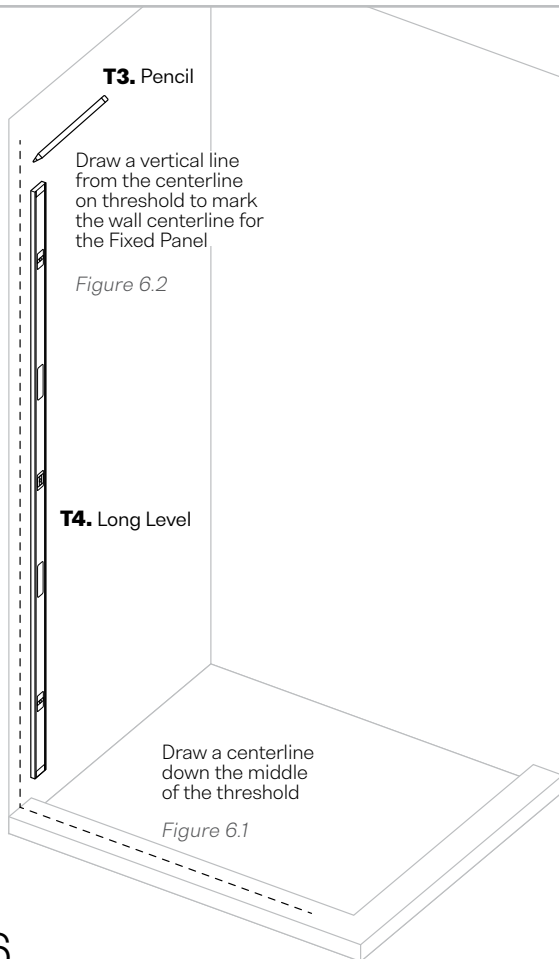 T3. Pencil
Draw a vertical line
from the centerline
on threshold to mark
the wall centerline for
the Fixed Panel
Figure 6.2
T4. Long Level
Draw a centerline
down the middle
of the threshold
Figure 6.1
6